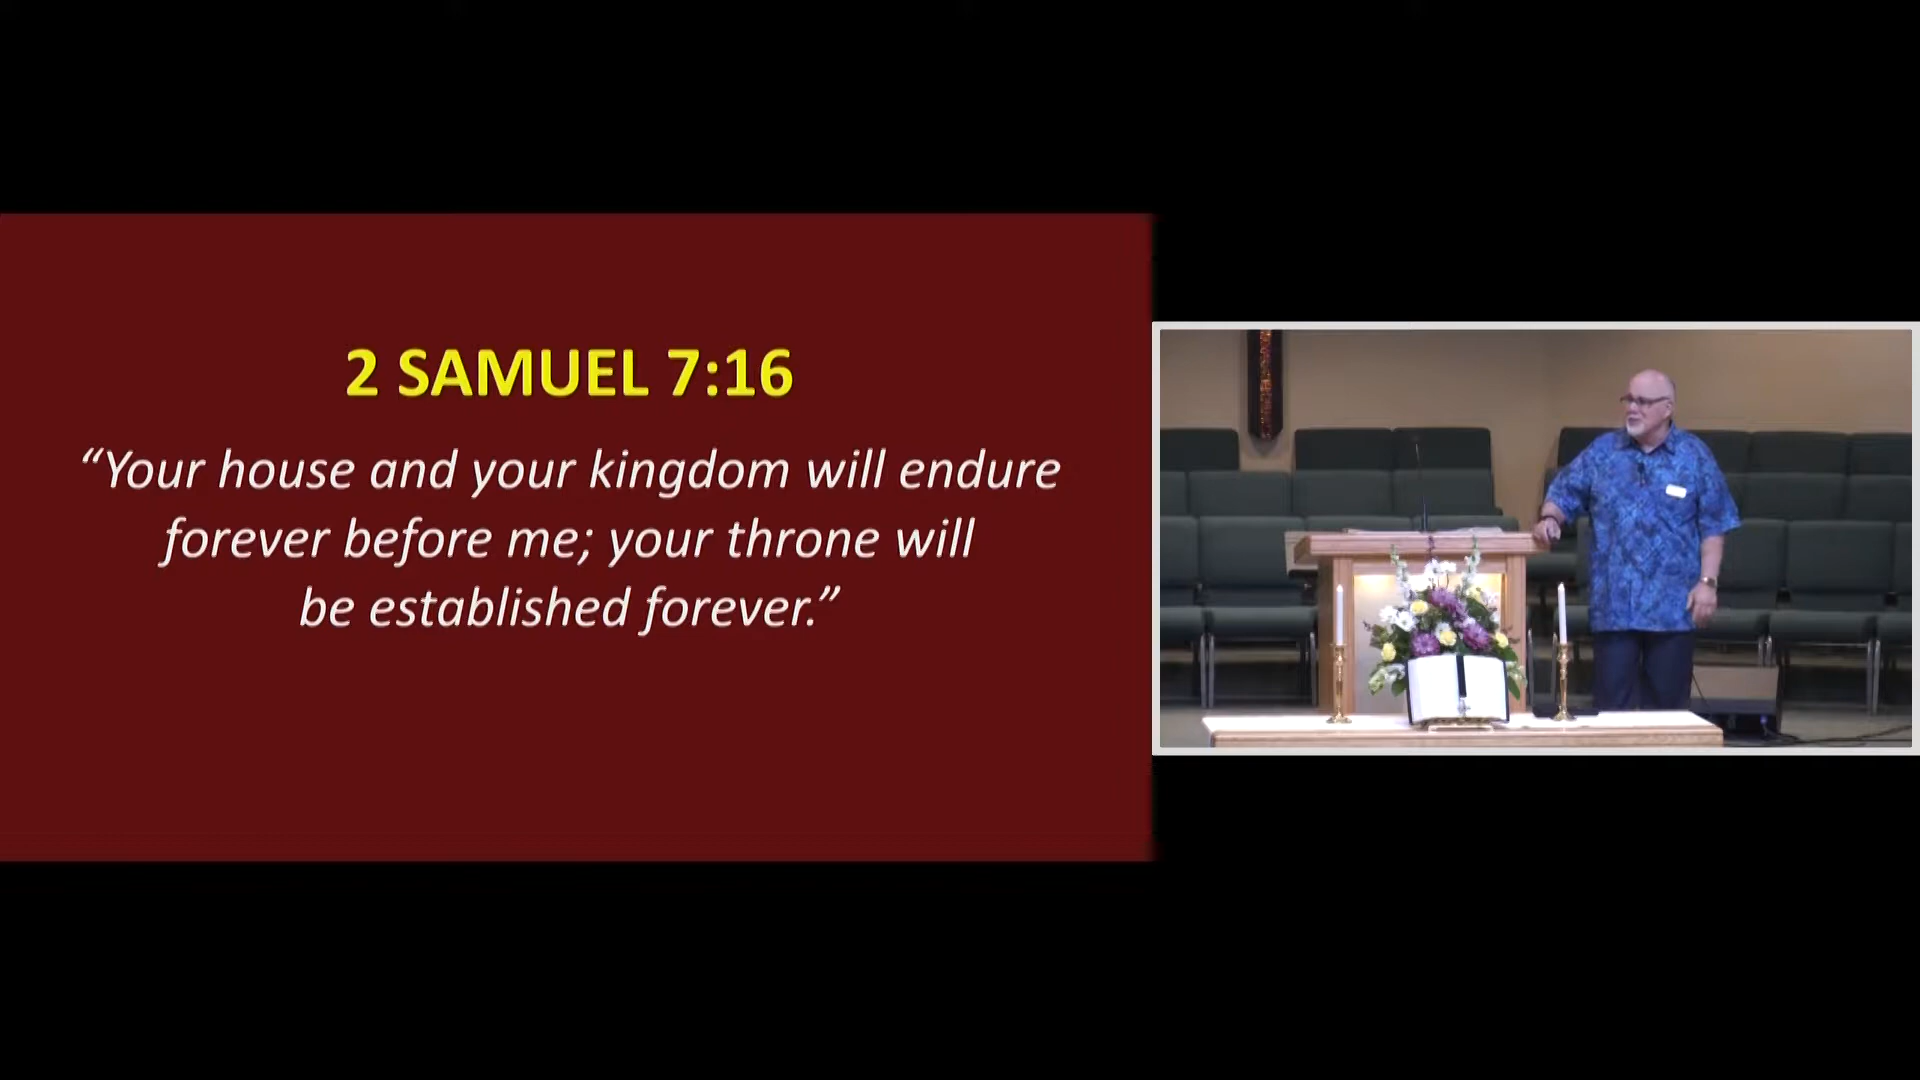 2 SAMUEL 7:16
“Your house and your kingdom will endure
forever before me; your throne will
be established forever.”